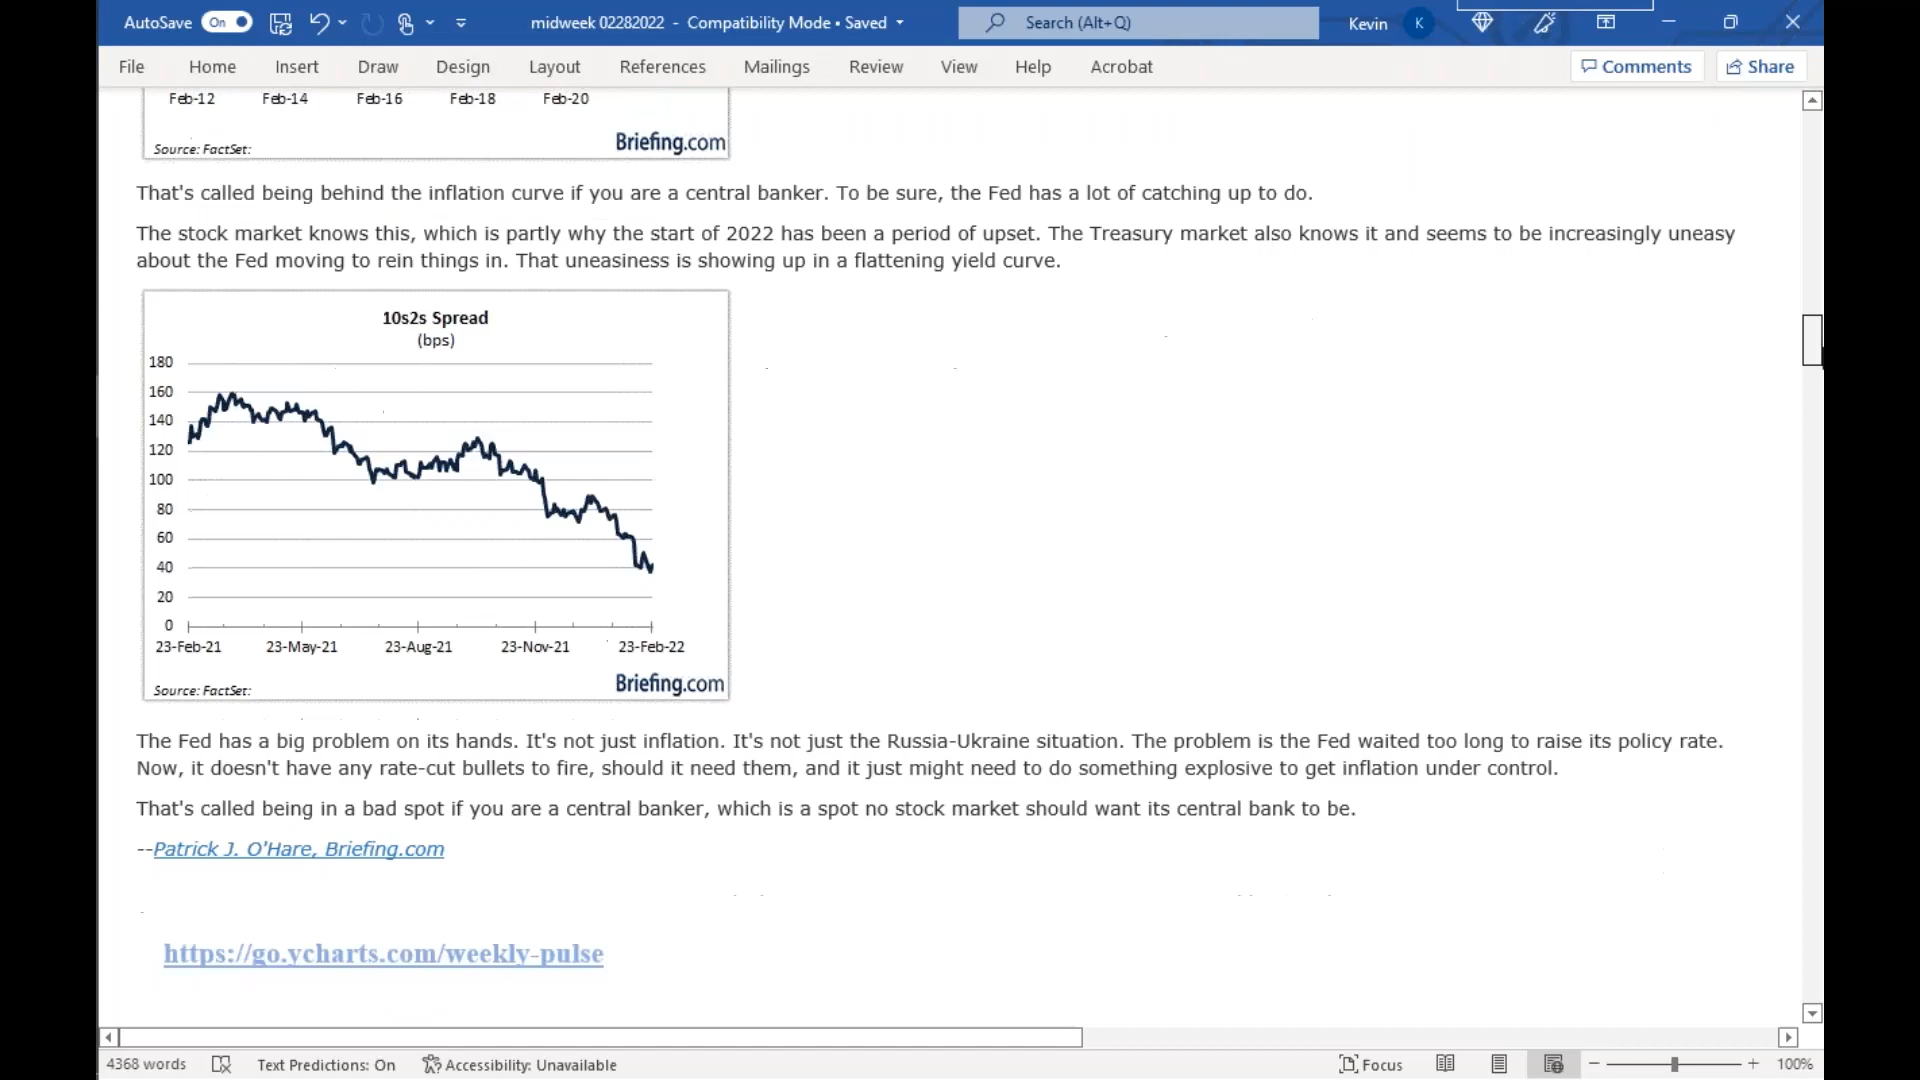 AutoSave On midweek 02282022 - Compatibility Mode • Saved Search (Alt+Q) Kevin K
File Home Insert Draw Design Layout References Mailings Review View Help Acrobat Comments Share
Feb-12 Feb-14 Feb-16 Feb-18 Feb-20
Source: FactSet: Briefing.com
That's called being behind the inflation curve if you are a central banker. To be sure, the Fed has a lot of catching up to do.
The stock market knows this, which is partly why the start of 2022 has been a period of upset. The Treasury market also knows it and seems to be increasingly uneasy
about the Fed moving to rein things in. That uneasiness is showing up in a flattening yield curve.
10s2s Spread
(bps)
180
160
140
120
100
80
60
40
20
0
23-Feb-21 23-May-21 23-Aug-21 23-Nov-21 23-Feb-22
Source: FactSet: Briefing.com
The Fed has a big problem on its hands. It's not just inflation. It's not just the Russia-Ukraine situation. The problem is the Fed waited too long to raise its policy rate.
Now, it doesn't have any rate-cut bullets to fire, should it need them, and it just might need to do something explosive to get inflation under control.
That's called being in a bad spot if you are a central banker, which is a spot no stock market should want its central bank to be.
--Patrick J. O'Hare, Briefing.com
https://go.ycharts.com/weekly-pulse
4368 words Text Predictions: On Accessibility: Unavailable Focus 100%